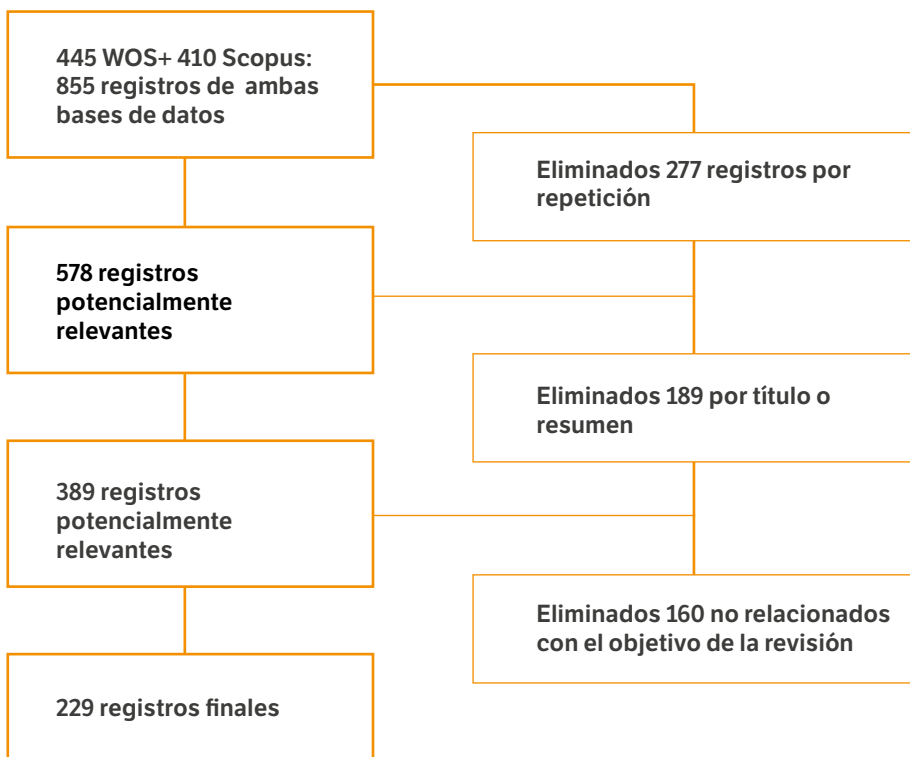 445 WOS+ 410 Scopus:
855 registros de ambas
bases de datos
Eliminados 277 registros por
repetición
578 registros
potencialmente
relevantes
Eliminados 189 por título o
resumen
389 registros
potencialmente
relevantes
Eliminados 160 no relacionados
con el objetivo de la revisión
229 registros finales